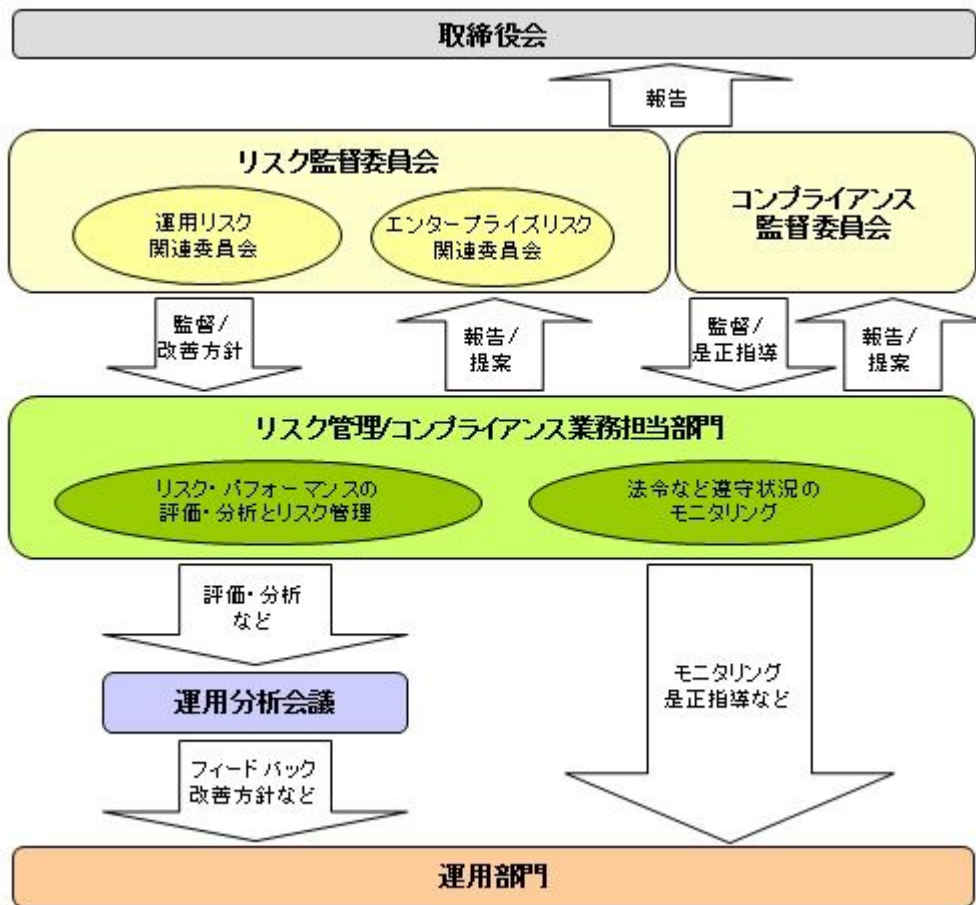 取締役会
報告
リスク監督委員会
運用リスク
関連委員会
エンタープライズリスク
関連委員会
コンプライアンス
監督委員会
監督/
改善方針
報告/
提案
監督/
是正指導
報告/
提案
リスク管理/コンプライアンス業務担当部門
リスク・パフォーマンスの
評価・分析とリスク管理
法令など遵守状況の
モニタリング
評価・分析
など
運用分析会議
モニタリング
是正指導など
フィードバック
改善方針など
運用部門